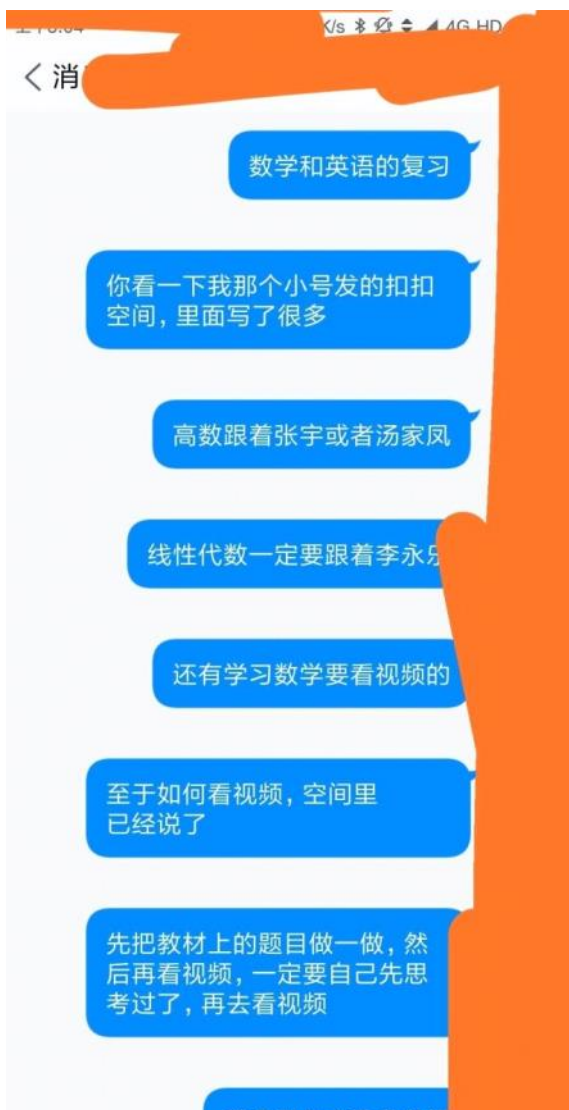 K/s 4G HD
消
数学和英语的复习
你看一下我那个小号发的扣扣
空间，里面写了很多
高数跟着张宇或者汤家凤
线性代数一定要跟着李永乐
还有学习数学要看视频的
至于如何看视频，空间里
已经说了
先把教材上的题目做一做，然
后再看视频，一定要自己先思
考过了，再去看视频